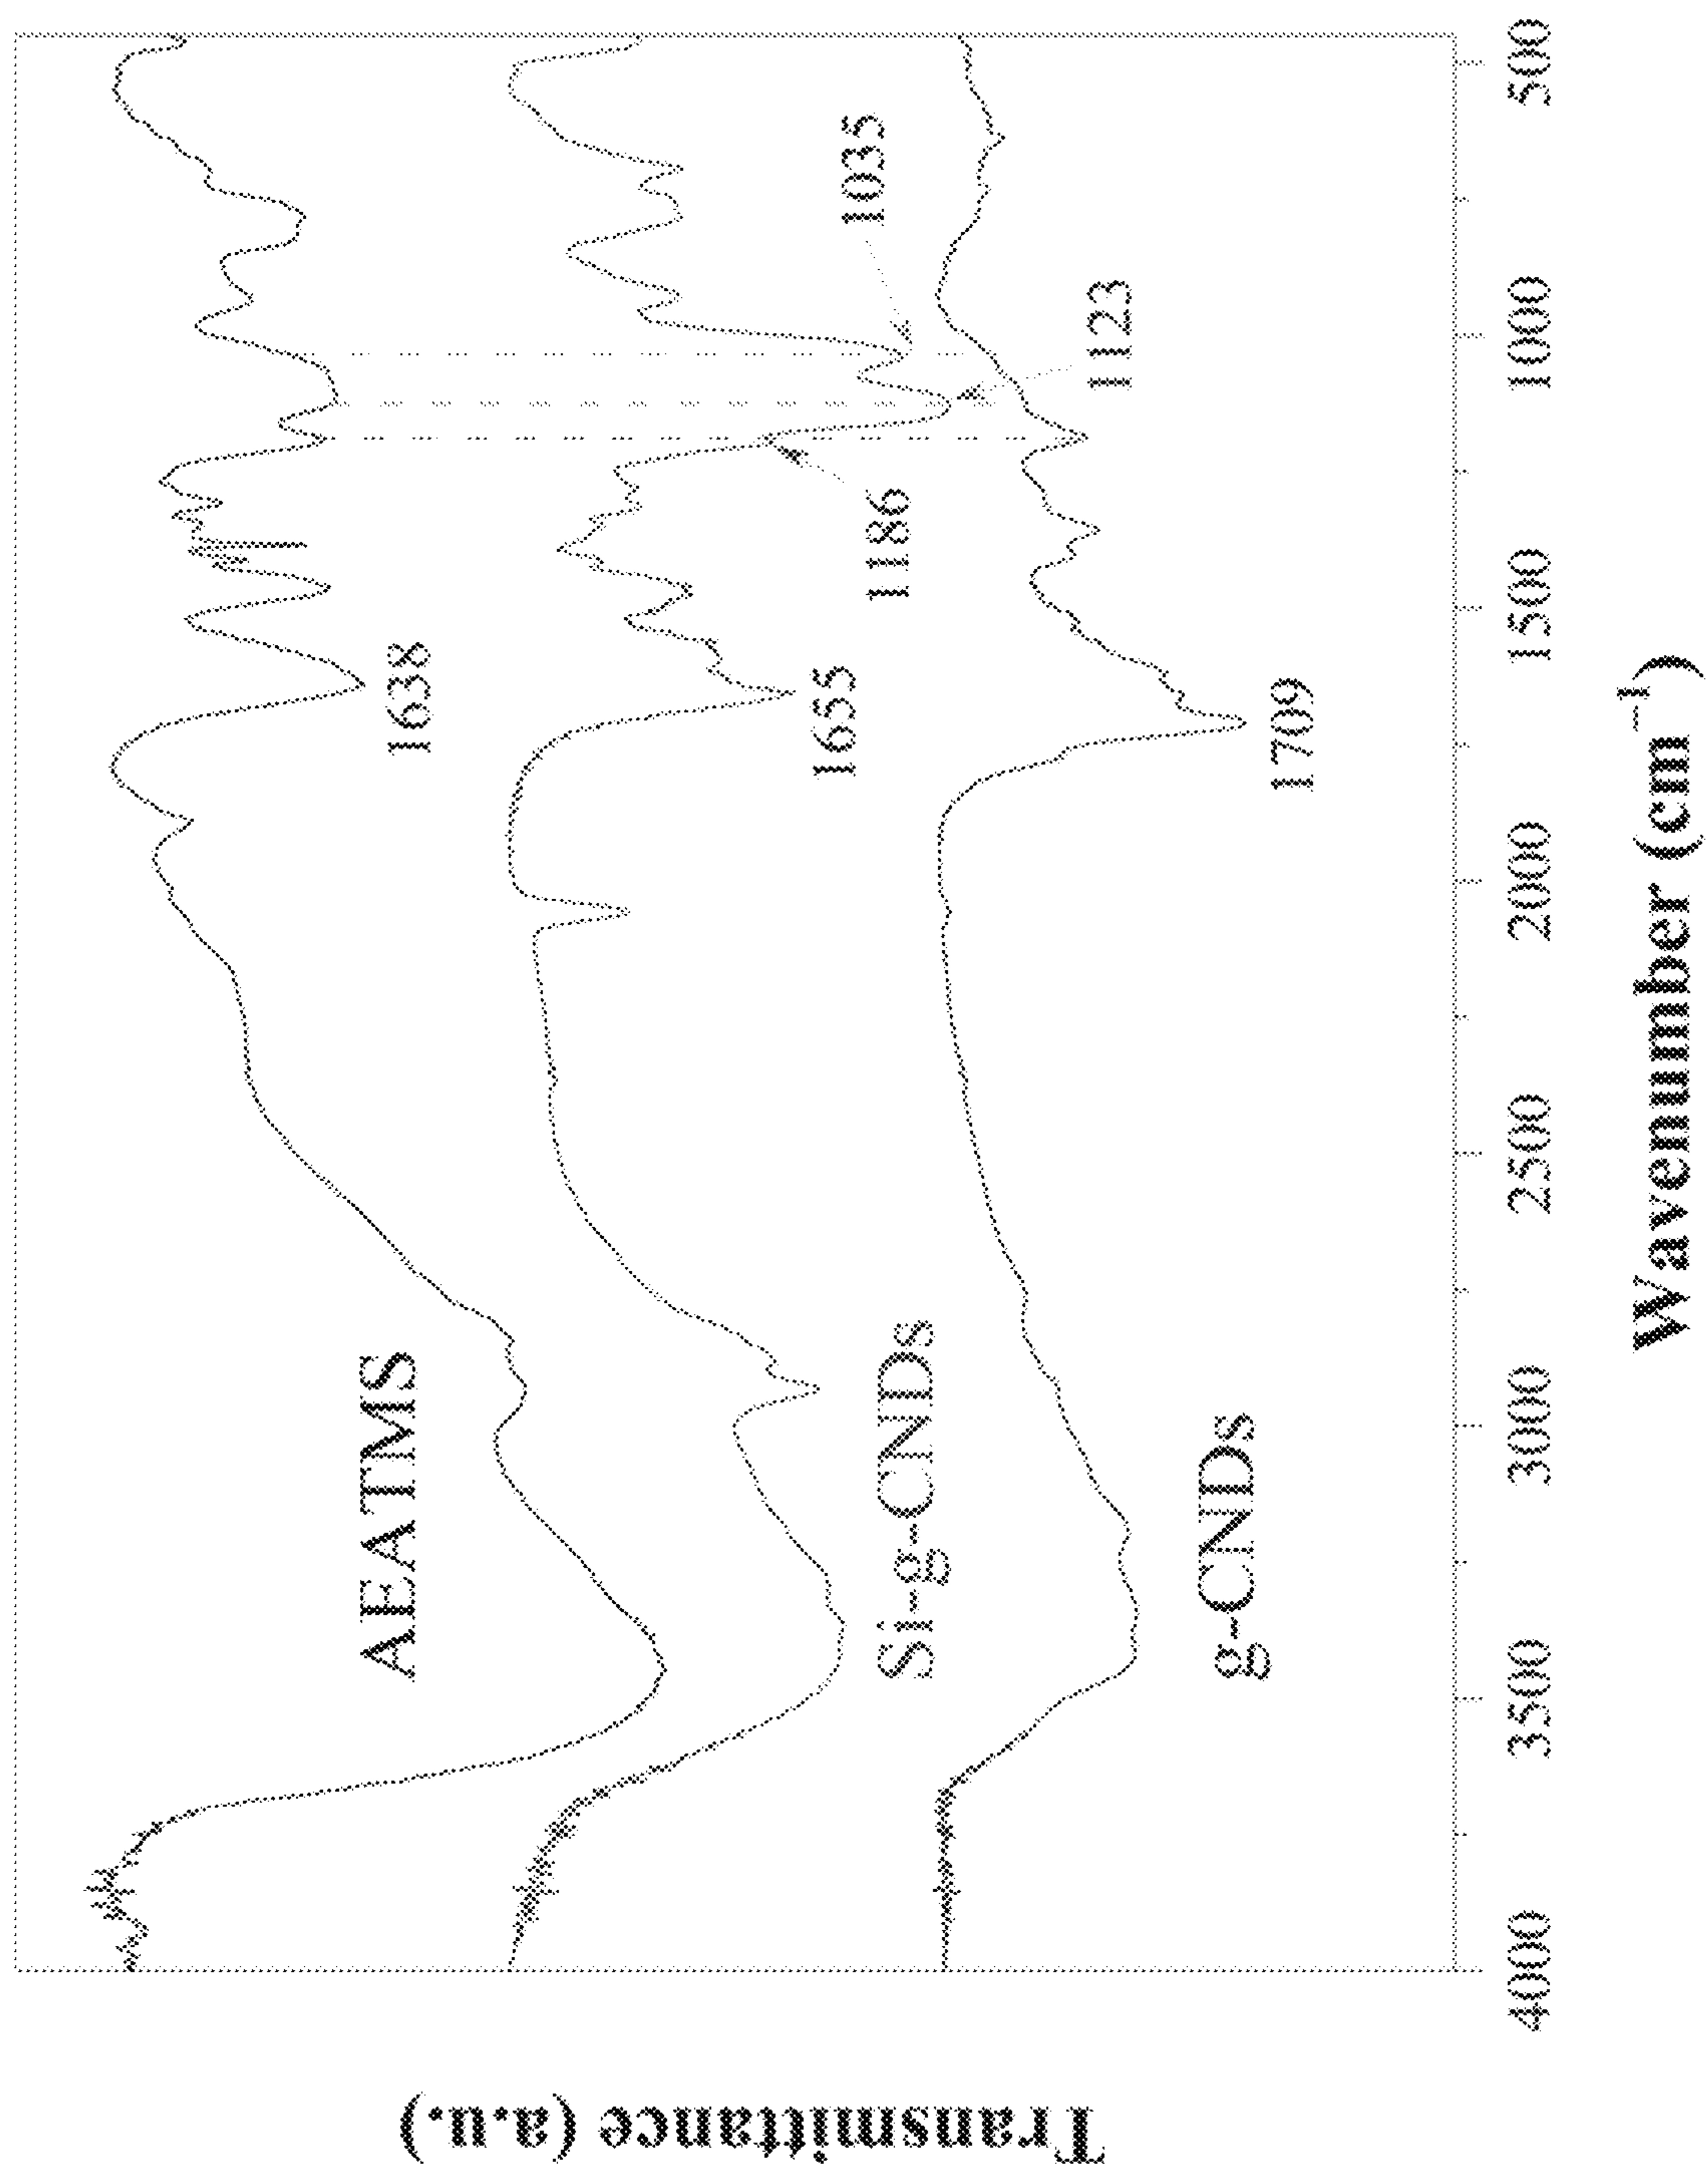 Transmittance (a.u.)
AEATMS
1638
Si-g-CNDs
1655
1186
1035
g-CNDs
1709
1123
4000
3500
3000
2500
2000
1500
1000
500
Wavenumber (cm⁻¹)